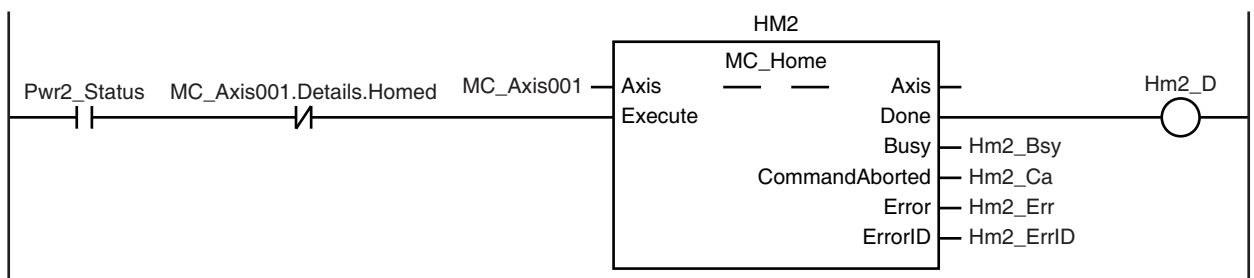 HM2
MC_Home
Pwr2_Status MC_Axis001.Details.Homed MC_Axis001 Axis Axis Hm2_D
Execute Done
Busy Hm2_Bsy
CommandAborted Hm2_Ca
Error Hm2_Err
ErrorID Hm2_ErrID